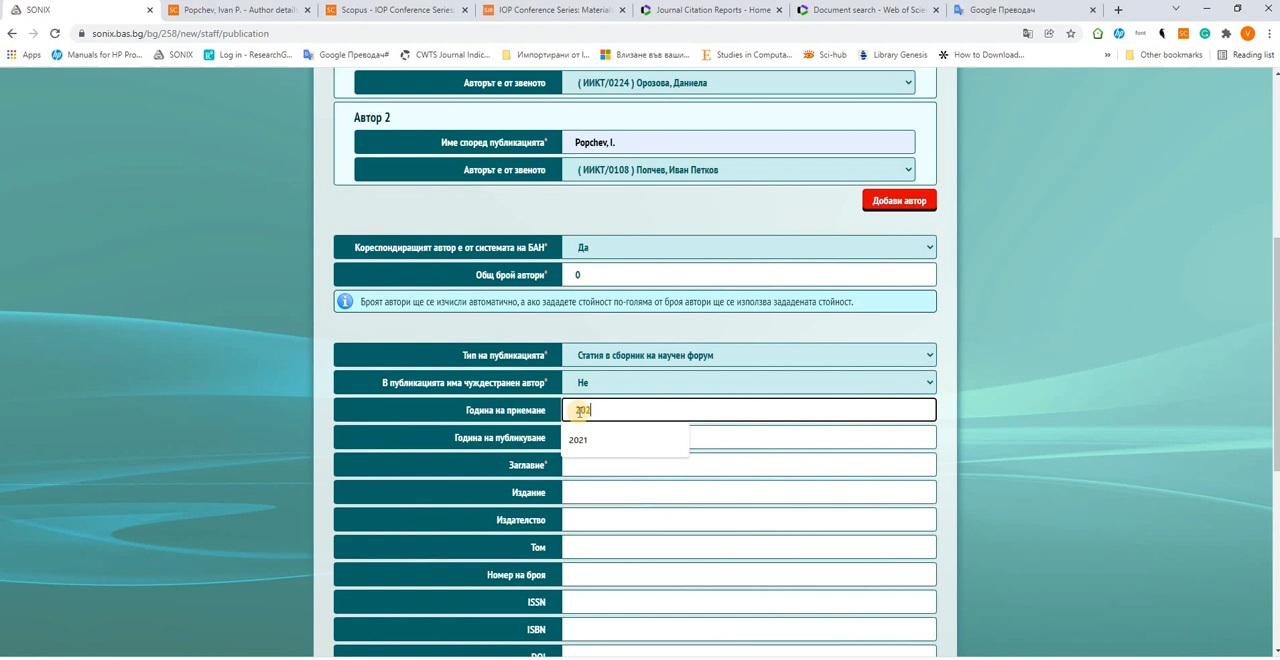 SONIX
Popchev, Ivan P. - Author details
Scopus - IOP Conference Series:
IOP Conference Series: Materials
Journal Citation Reports - Home
Document search - Web of Scien
Google Преводач
sonix.bas.bg/bg/258/new/staff/publication
Apps
Manuals for HP Pro...
SONIX
Log in - ResearchG...
Google Преводач#
CWTS Journal Indic...
Импортирани от I...
Влизане във ваши...
Studies in Computa...
Sci-hub
Library Genesis
How to Download...
Other bookmarks
Reading list
Авторът е от звеното
( ИИКТ/0224 ) Орозова, Даниела
Автор 2
Име според публикацията*
Popchev, I.
Авторът е от звеното
( ИИКТ/0108 ) Попчев, Иван Петков
Добави автор
Кореспондиращият автор е от системата на БАН*
Да
Общ брой автори*
0
Броят автори ще се изчисли автоматично, а ако зададете стойност по-голяма от броя автори ще се използва зададената стойност.
Тип на публикацията*
Статия в сборник на научен форум
В публикацията има чуждестранен автор*
Не
Година на приемане
202
2021
Година на публикуване
Заглавие*
Издание
Издателство
Том
Номер на броя
ISSN
ISBN
DOI